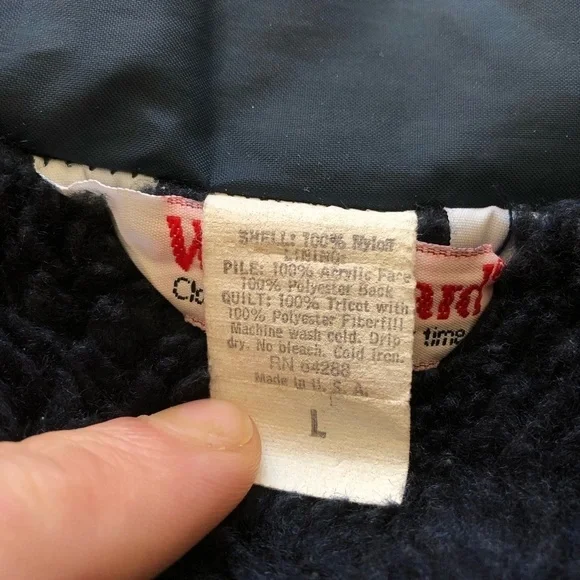 SHELL: 100% Nylon
LINING:
PILE: 100% Acrylic Face
100% Polyester Back
QUILT: 100% Tricot with
100% Polyester Fiberfill
Machine wash cold. Drip
dry. No bleach. Cold Iron.
RN 64288
Made in U. S. A.
L
time